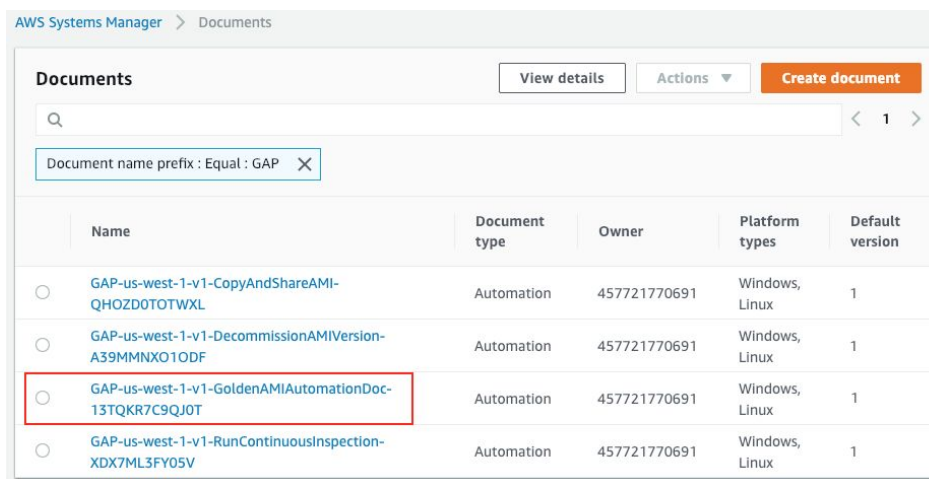 AWS Systems Manager > Documents
Documents
View details
Actions ▼
Create document
< 1 >
Document name prefix : Equal : GAP ✕
Name
Document type
Owner
Platform types
Default version
GAP-us-west-1-v1-CopyAndShareAMI-
QHOZD0TOTWXL
Automation
457721770691
Windows,
Linux
1
GAP-us-west-1-v1-DecommissionAMIVersion-
A39MMNXO1ODF
Automation
457721770691
Windows,
Linux
1
GAP-us-west-1-v1-GoldenAMIAutomationDoc-
13TQKR7C9QJ0T
Automation
457721770691
Windows,
Linux
1
GAP-us-west-1-v1-RunContinuousInspection-
XDX7ML3FY05V
Automation
457721770691
Windows,
Linux
1